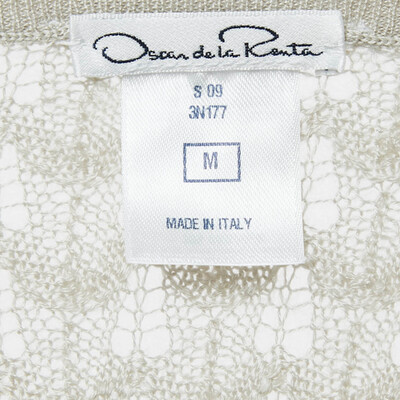 Oscar de la Renta
S 09
3N177
M
MADE IN ITALY